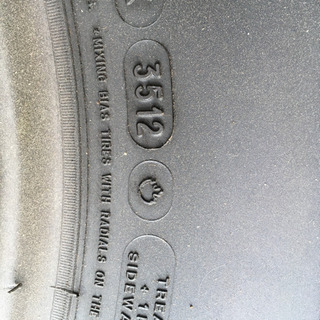 3512
MIXING BIAS TIRES WITH RADIALS ON THE
TREA
SIDEWA